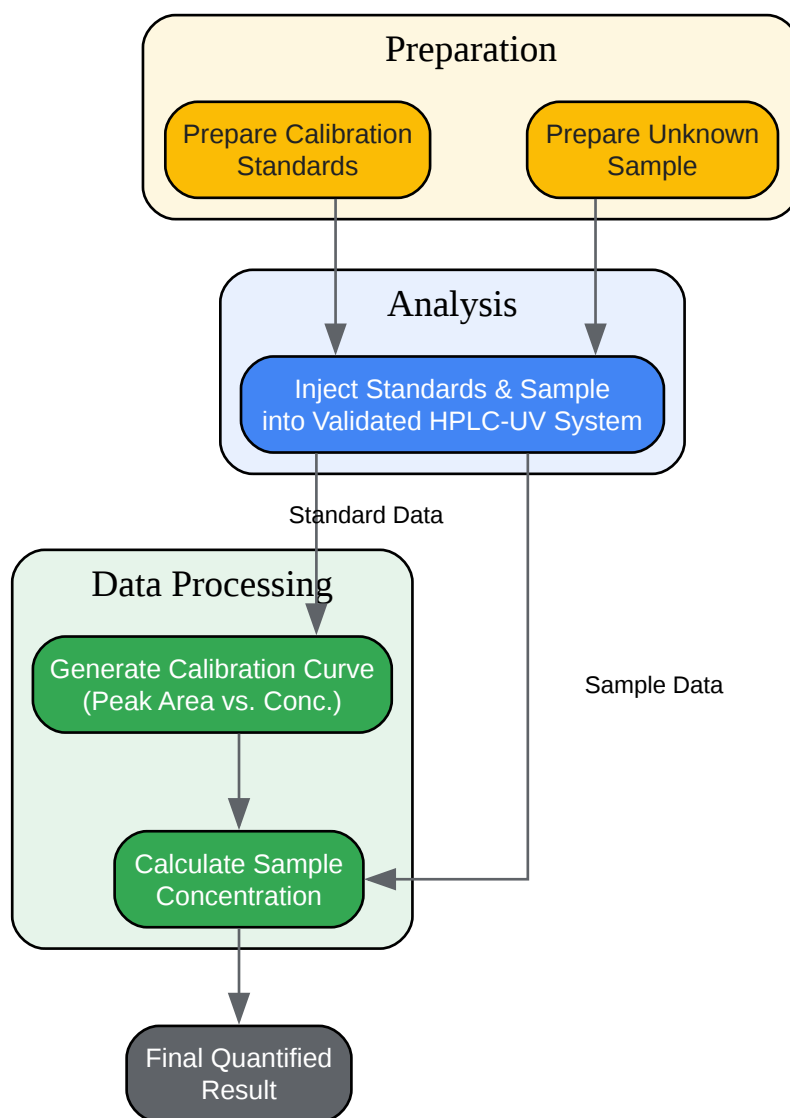 Preparation
Prepare Calibration
Standards
Prepare Unknown
Sample
Analysis
Inject Standards & Sample
into Validated HPLC-UV System
Standard Data
Data Processing
Generate Calibration Curve
(Peak Area vs. Conc.)
Sample Data
Calculate Sample
Concentration
Final Quantified
Result